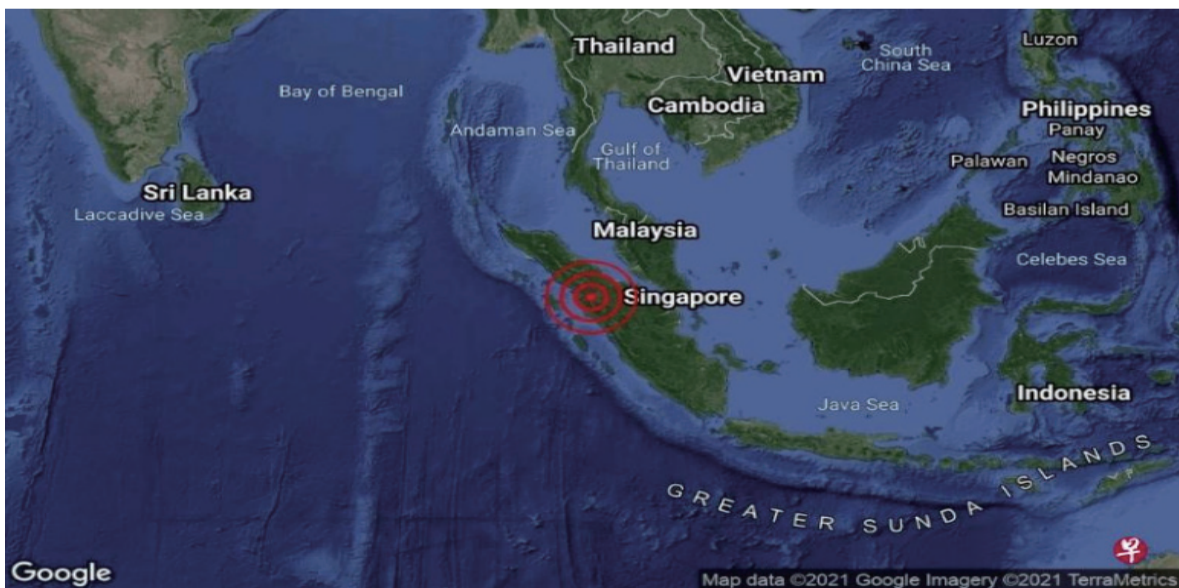 Thailand
South
China Sea
Luzon
Vietnam
Bay of Bengal
Cambodia
Philippines
Andaman Sea
Gulf of
Thailand
Panay
Palawan
Negros
Mindanao
Sri Lanka
Laccadive Sea
Basilan Island
Malaysia
Celebes Sea
Singapore
Indonesia
Java Sea
GREATER SUNDA ISLANDS
Google
Map data ©2021 Google Imagery ©2021 TerraMetrics